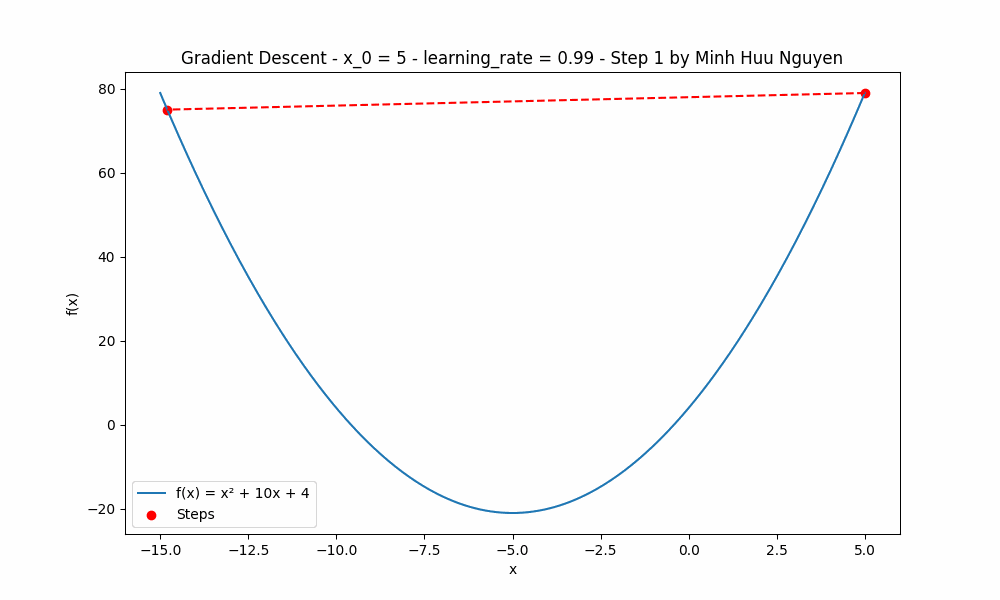 Gradient Descent - x_0 = 5 - learning_rate = 0.99 - Step 1 by Minh Huu Nguyen
80
60
40
20
0
−20
f(x)
f(x) = x² + 10x + 4
Steps
−15.0 −12.5 −10.0 −7.5 −5.0 −2.5 0.0 2.5 5.0
x